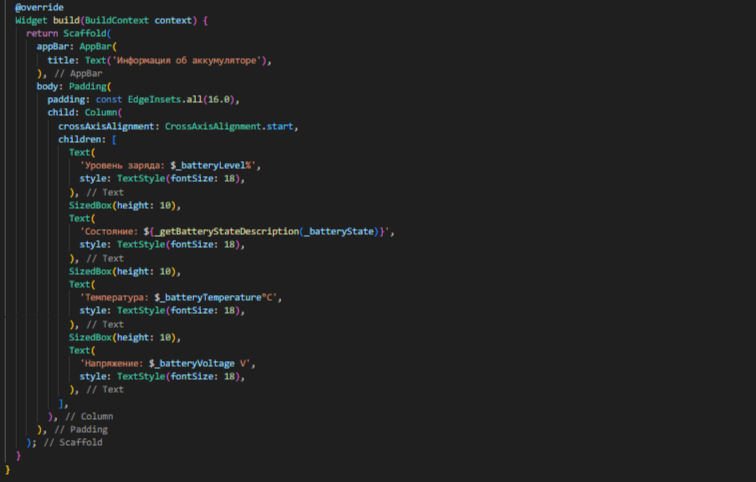 @override
Widget build(BuildContext context) {
  return Scaffold(
    appBar: AppBar(
      title: Text('Информация об аккумуляторе'),
    ), // AppBar
    body: Padding(
      padding: const EdgeInsets.all(16.0),
      child: Column(
        crossAxisAlignment: CrossAxisAlignment.start,
        children: [
          Text(
            'Уровень заряда: $_batteryLevel%',
            style: TextStyle(fontSize: 18),
          ), // Text
          SizedBox(height: 10),
          Text(
            'Состояние: ${_getBatteryStateDescription(_batteryState)}',
            style: TextStyle(fontSize: 18),
          ), // Text
          SizedBox(height: 10),
          Text(
            'Температура: $_batteryTemperature°C',
            style: TextStyle(fontSize: 18),
          ), // Text
          SizedBox(height: 10),
          Text(
            'Напряжение: $_batteryVoltage V',
            style: TextStyle(fontSize: 18),
          ), // Text
        ],
      ), // Column
    ), // Padding
  ); // Scaffold
}
}